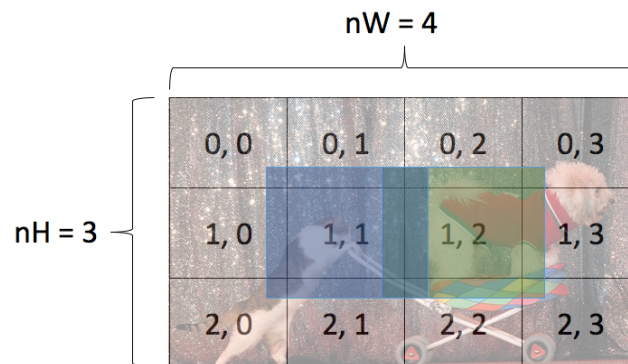 nW = 4
0, 0 0, 1 0, 2 0, 3
nH = 3 1, 0 1, 1 1, 2 1, 3
2, 0 2, 1 2, 2 2, 3